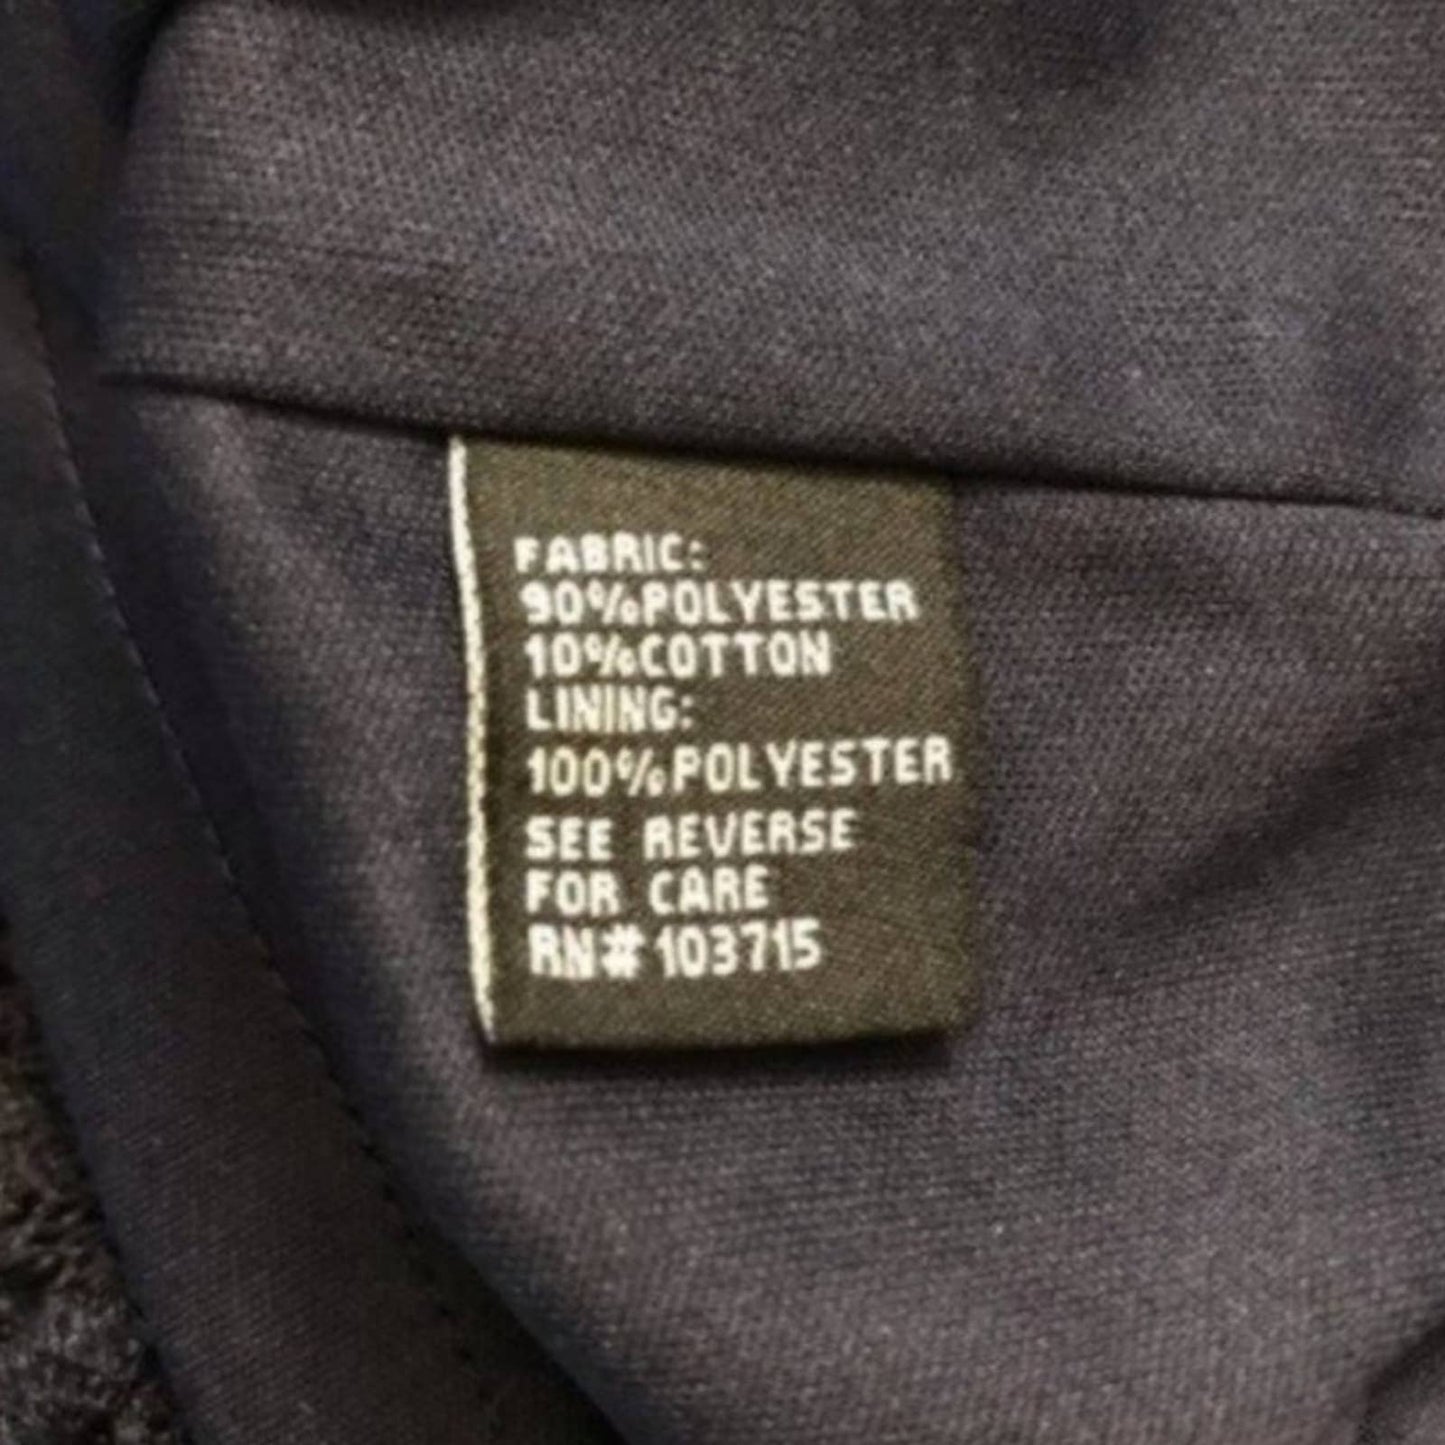 FABRIC:
90%POLYESTER
10%COTTON
LINING:
100%POLYESTER
SEE REVERSE
FOR CARE
RN#103715